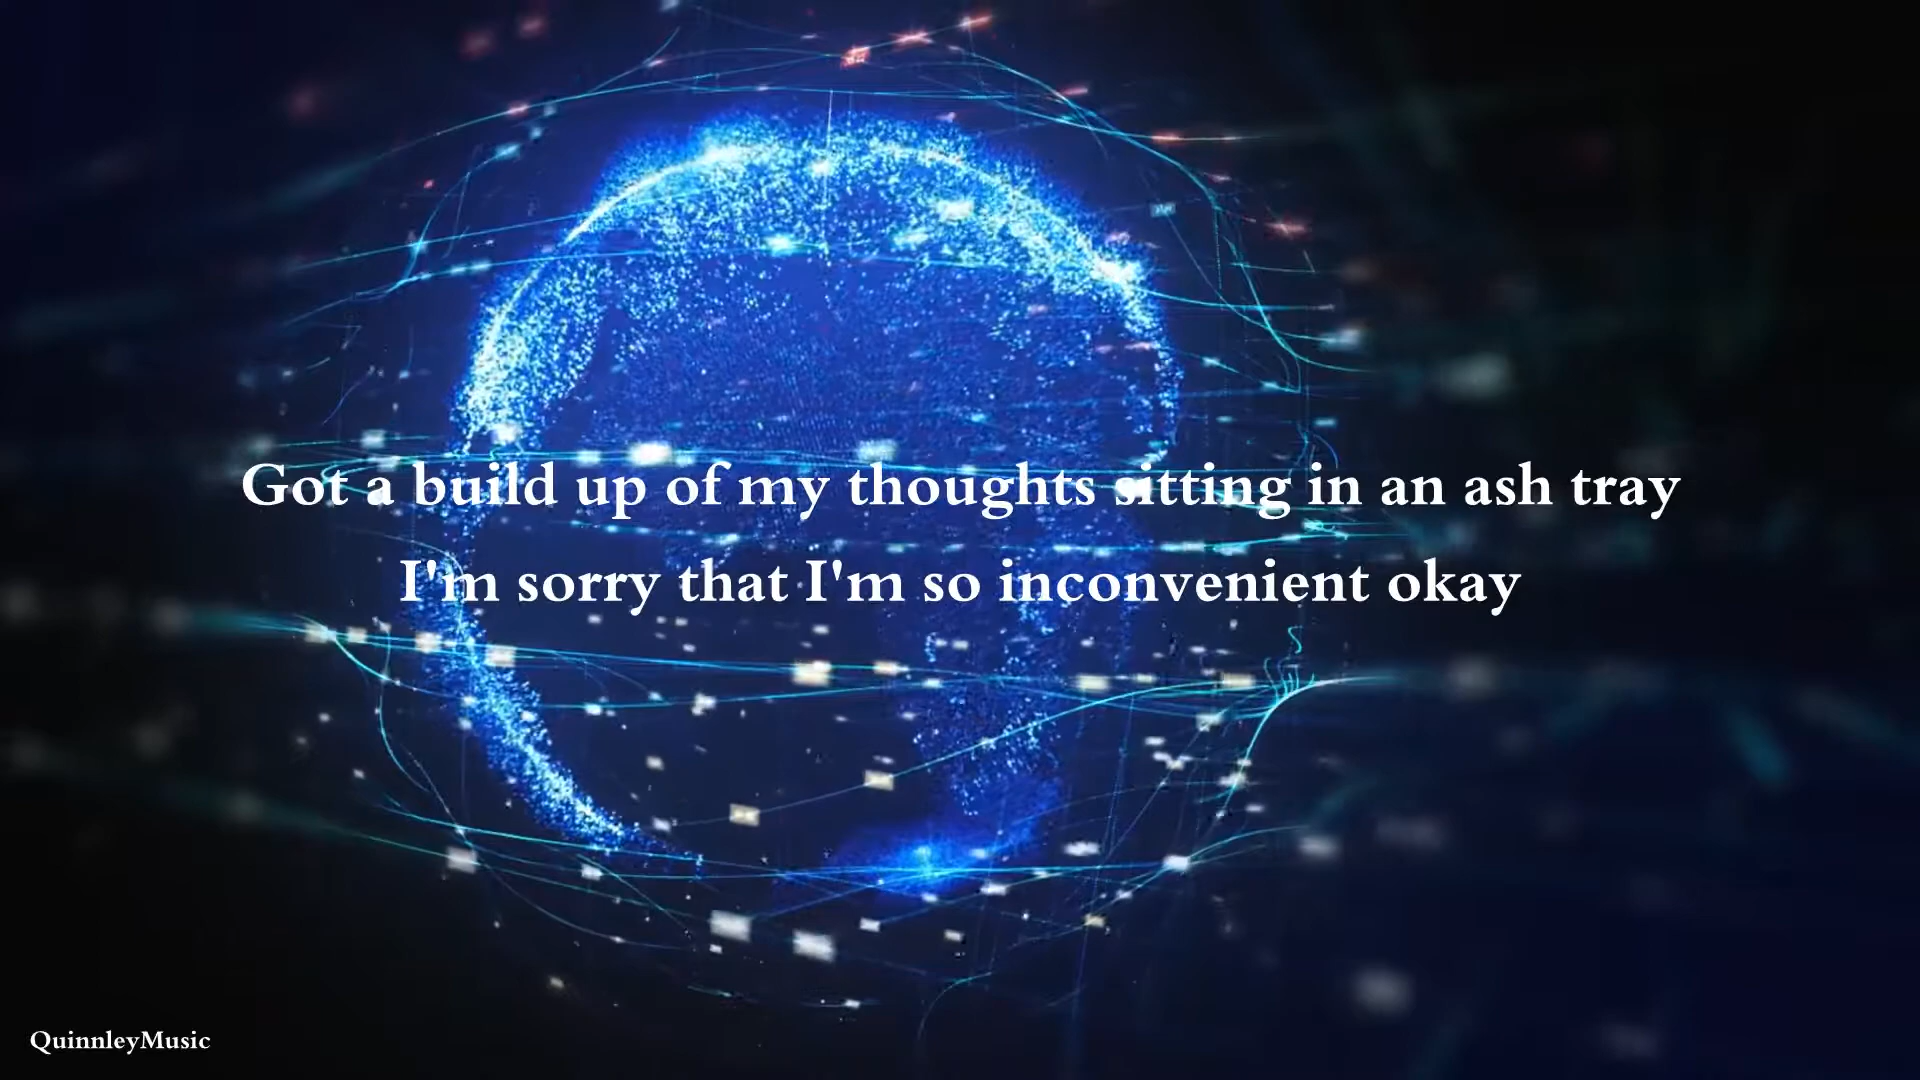 Got a build up of my thoughts sitting in an ash tray
I'm sorry that I'm so inconvenient okay
QuinnleyMusic